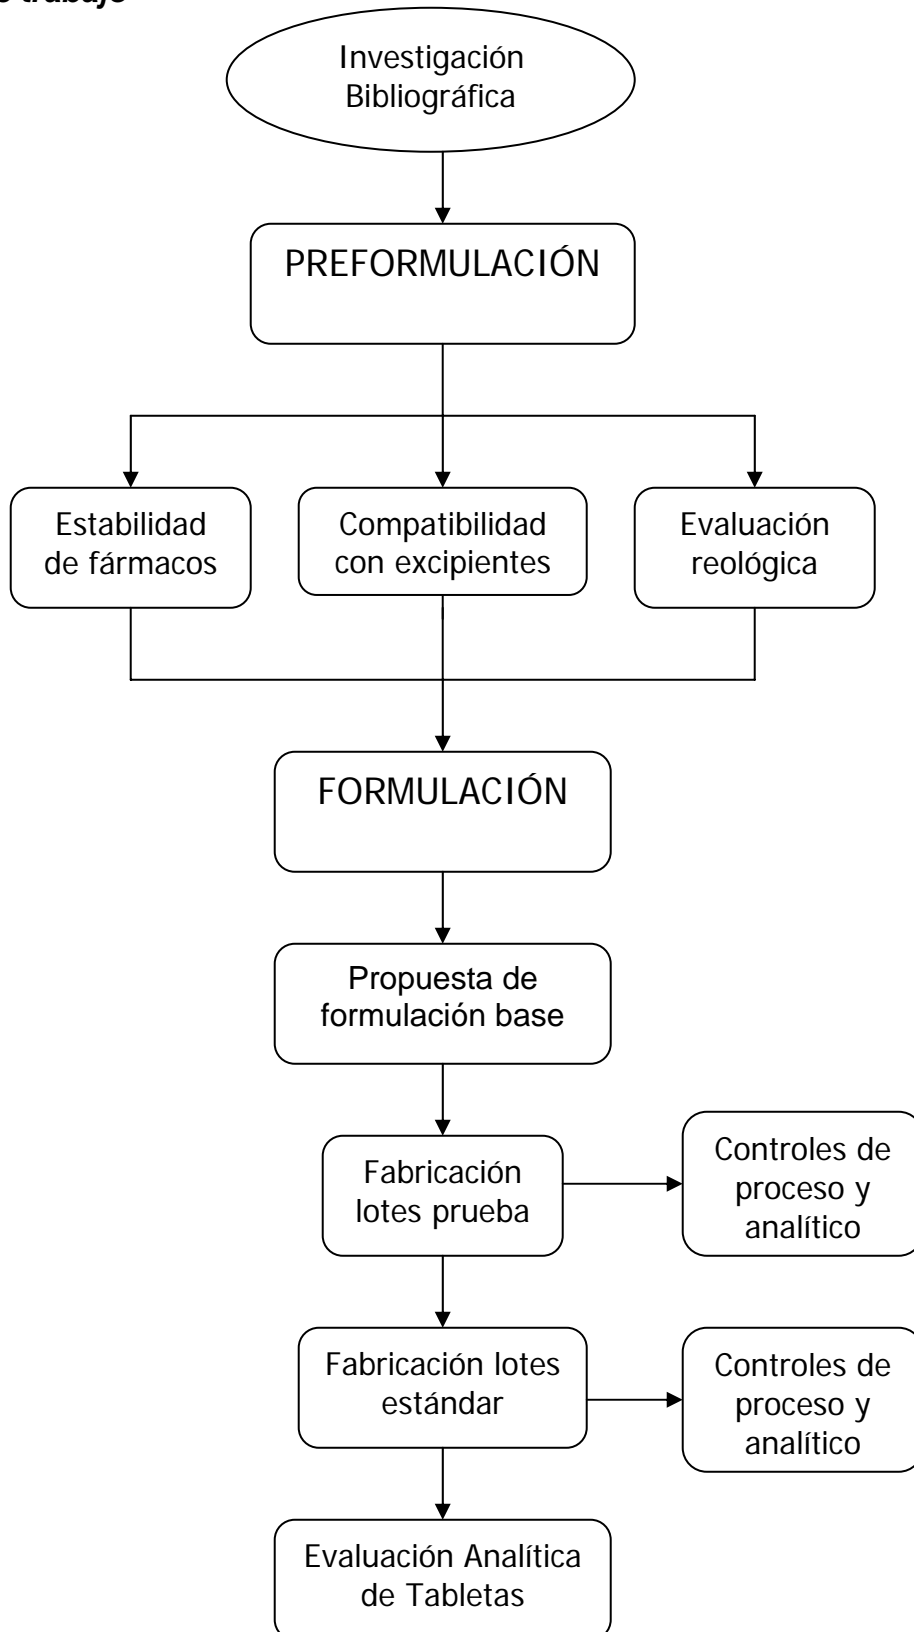 trabajo
Investigación
Bibliográfica
PREFORMULACIÓN
Estabilidad
de fármacos
Compatibilidad
con excipientes
Evaluación
reológica
FORMULACIÓN
Propuesta de
formulación base
Fabricación
lotes prueba
Controles de
proceso y
analítico
Fabricación lotes
estándar
Controles de
proceso y
analítico
Evaluación Analítica
de Tabletas